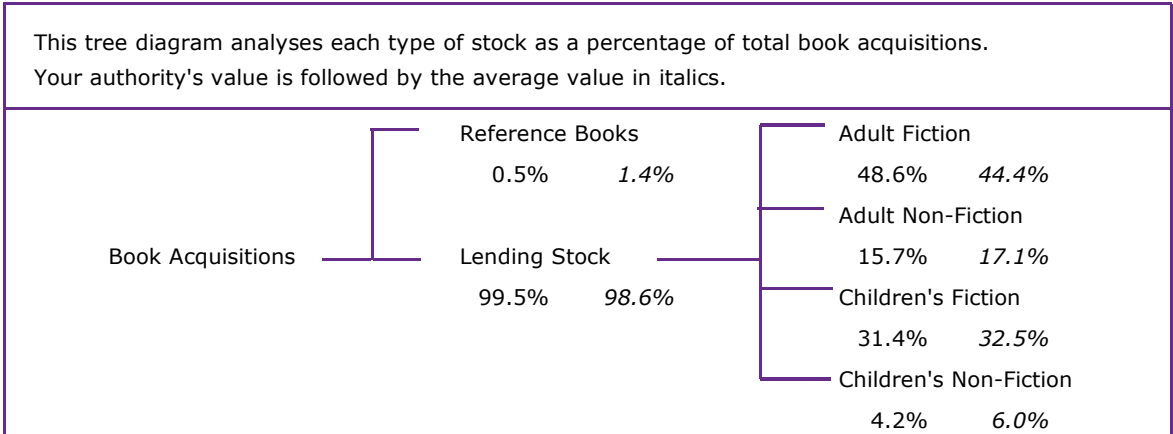 This tree diagram analyses each type of stock as a percentage of total book acquisitions.
Your authority's value is followed by the average value in italics.
Reference Books
0.5% 1.4%
Adult Fiction
48.6% 44.4%
Adult Non-Fiction
Book Acquisitions
Lending Stock
15.7% 17.1%
99.5% 98.6%
Children's Fiction
31.4% 32.5%
Children's Non-Fiction
4.2% 6.0%